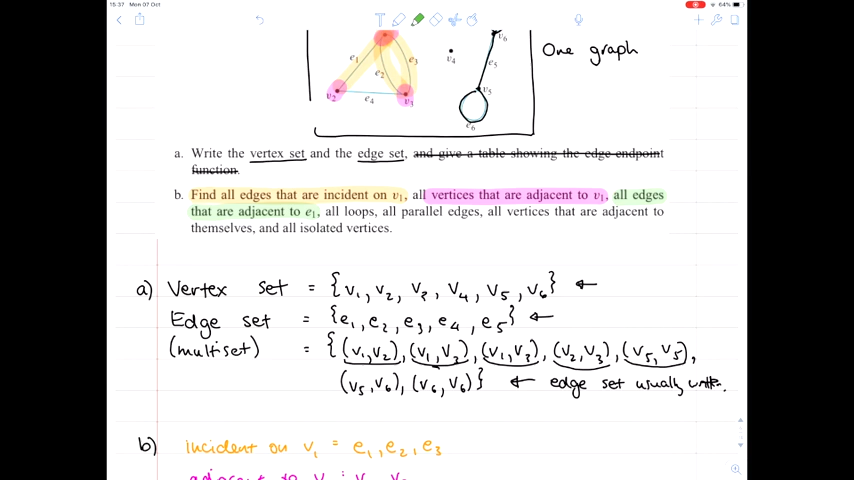 15.37 Mon 07 Oct
64%
v6
e1
e3
v4
e5
One graph
e2
v5
v2
e4
v3
e6
a. Write the vertex set and the edge set, and give a table showing the edge endpoint
function.
b. Find all edges that are incident on v1, all vertices that are adjacent to v1, all edges
that are adjacent to e1, all loops, all parallel edges, all vertices that are adjacent to
themselves, and all isolated vertices.
a) Vertex set = {v1, v2, v3, v4, v5, v6} ←
Edge set = {e1, e2, e3, e4, e5} ←
(multiset) = {(v1,v2), (v1,v3), (v1,v3), (v2,v3), (v5,v5),
(v5,v6), (v6,v6)} ← edge set usually written.
b) incident on v1 = e1, e2, e3
adjacent to